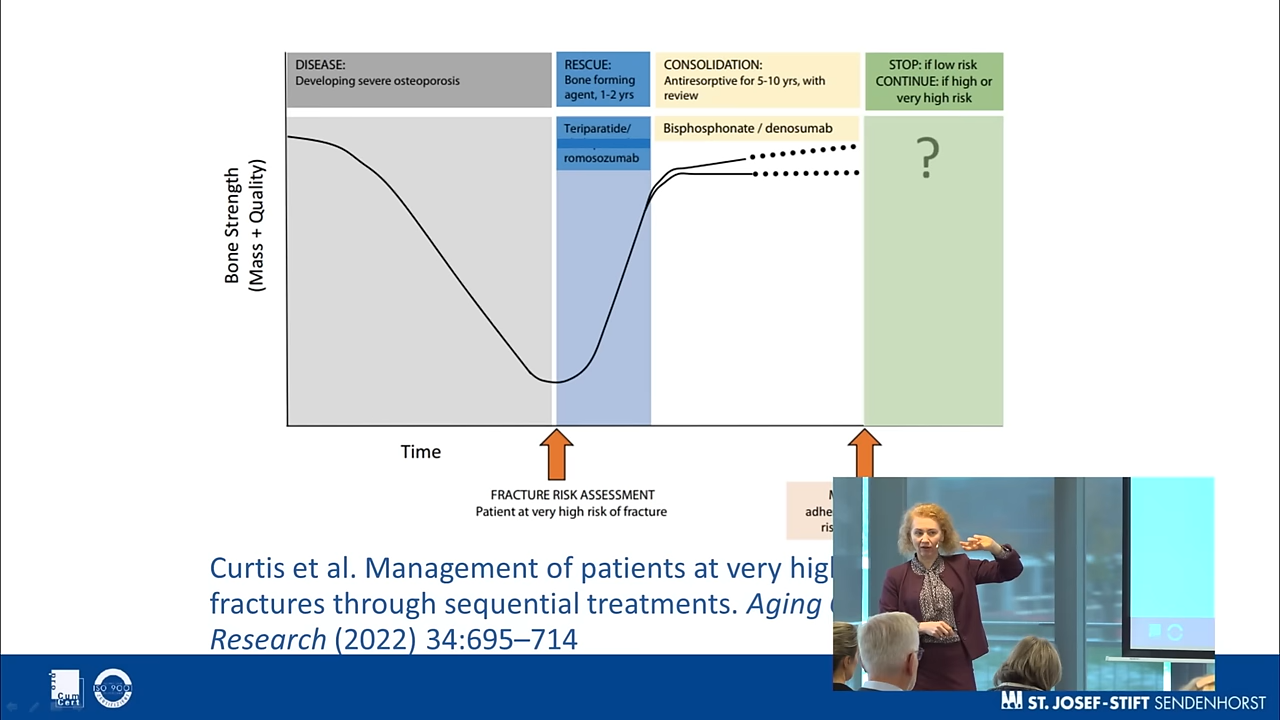 DISEASE:
Developing severe osteoporosis
RESCUE:
Bone forming
agent, 1-2 yrs
CONSOLIDATION:
Antiresorptive for 5-10 yrs, with
review
STOP: if low risk
CONTINUE: if high or
very high risk
Teriparatide/
romosozumab
Bisphosphonate / denosumab
?
Bone Strength
(Mass + Quality)
Time
FRACTURE RISK ASSESSMENT
Patient at very high risk of fracture
Curtis et al. Management of patients at very
fractures through sequential treatments. Aging
Research (2022) 34:695–714
Cum
Cert
ISO 9001
ST. JOSEF-STIFT SENDENHORST